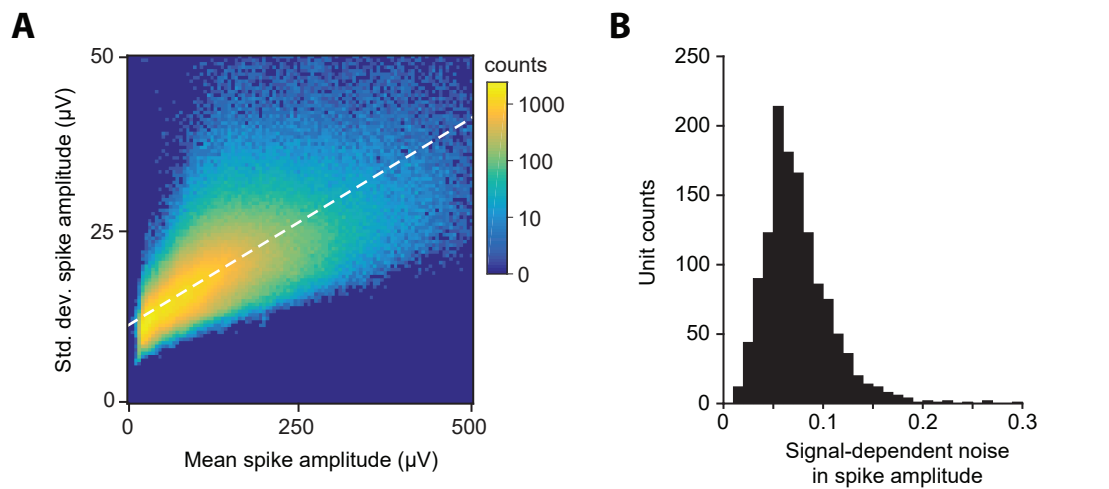 A
50
25
0
0
250
500
Std. dev. spike amplitude (µV)
Mean spike amplitude (µV)
counts
1000
100
10
0
B
250
200
150
100
50
0
0
0.1
0.2
0.3
Unit counts
Signal-dependent noise
in spike amplitude